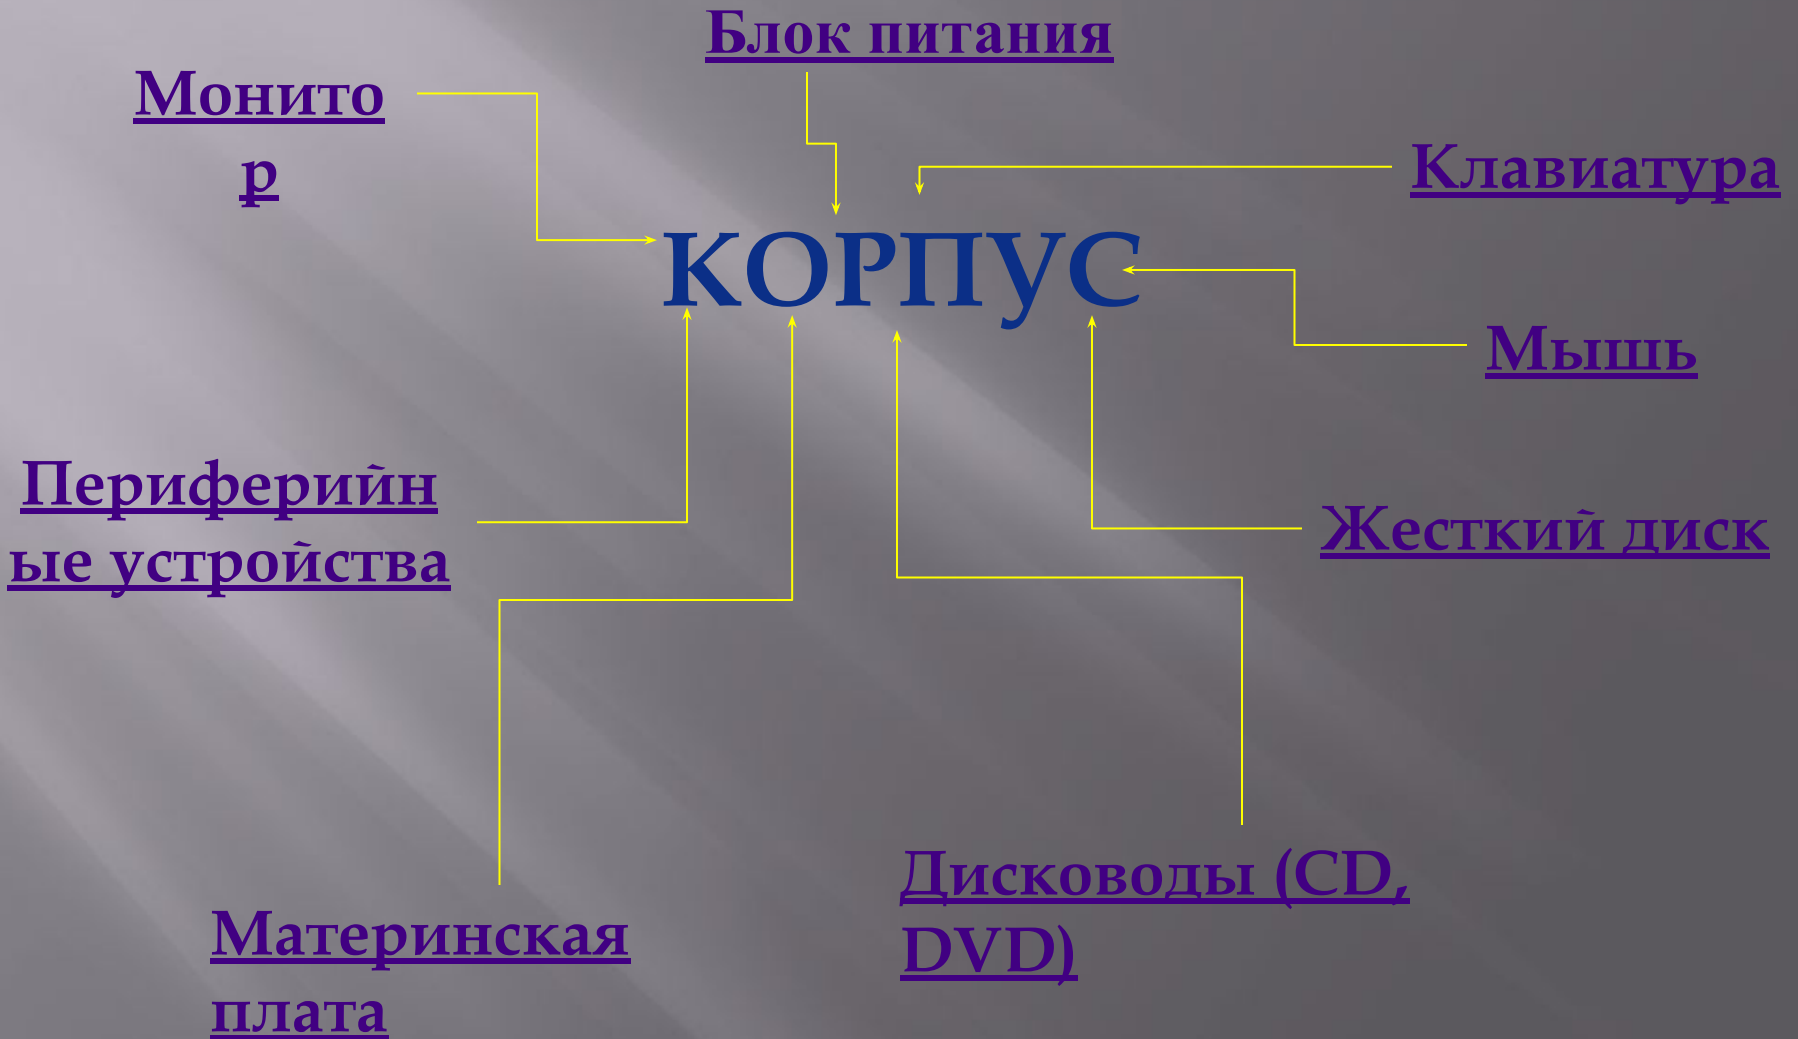 Блок питания
Монито
р
Клавиатура
КОРПУС
Мышь
Периферийн
ые устройства
Жесткий диск
Дисководы (CD,
DVD)
Материнская
плата